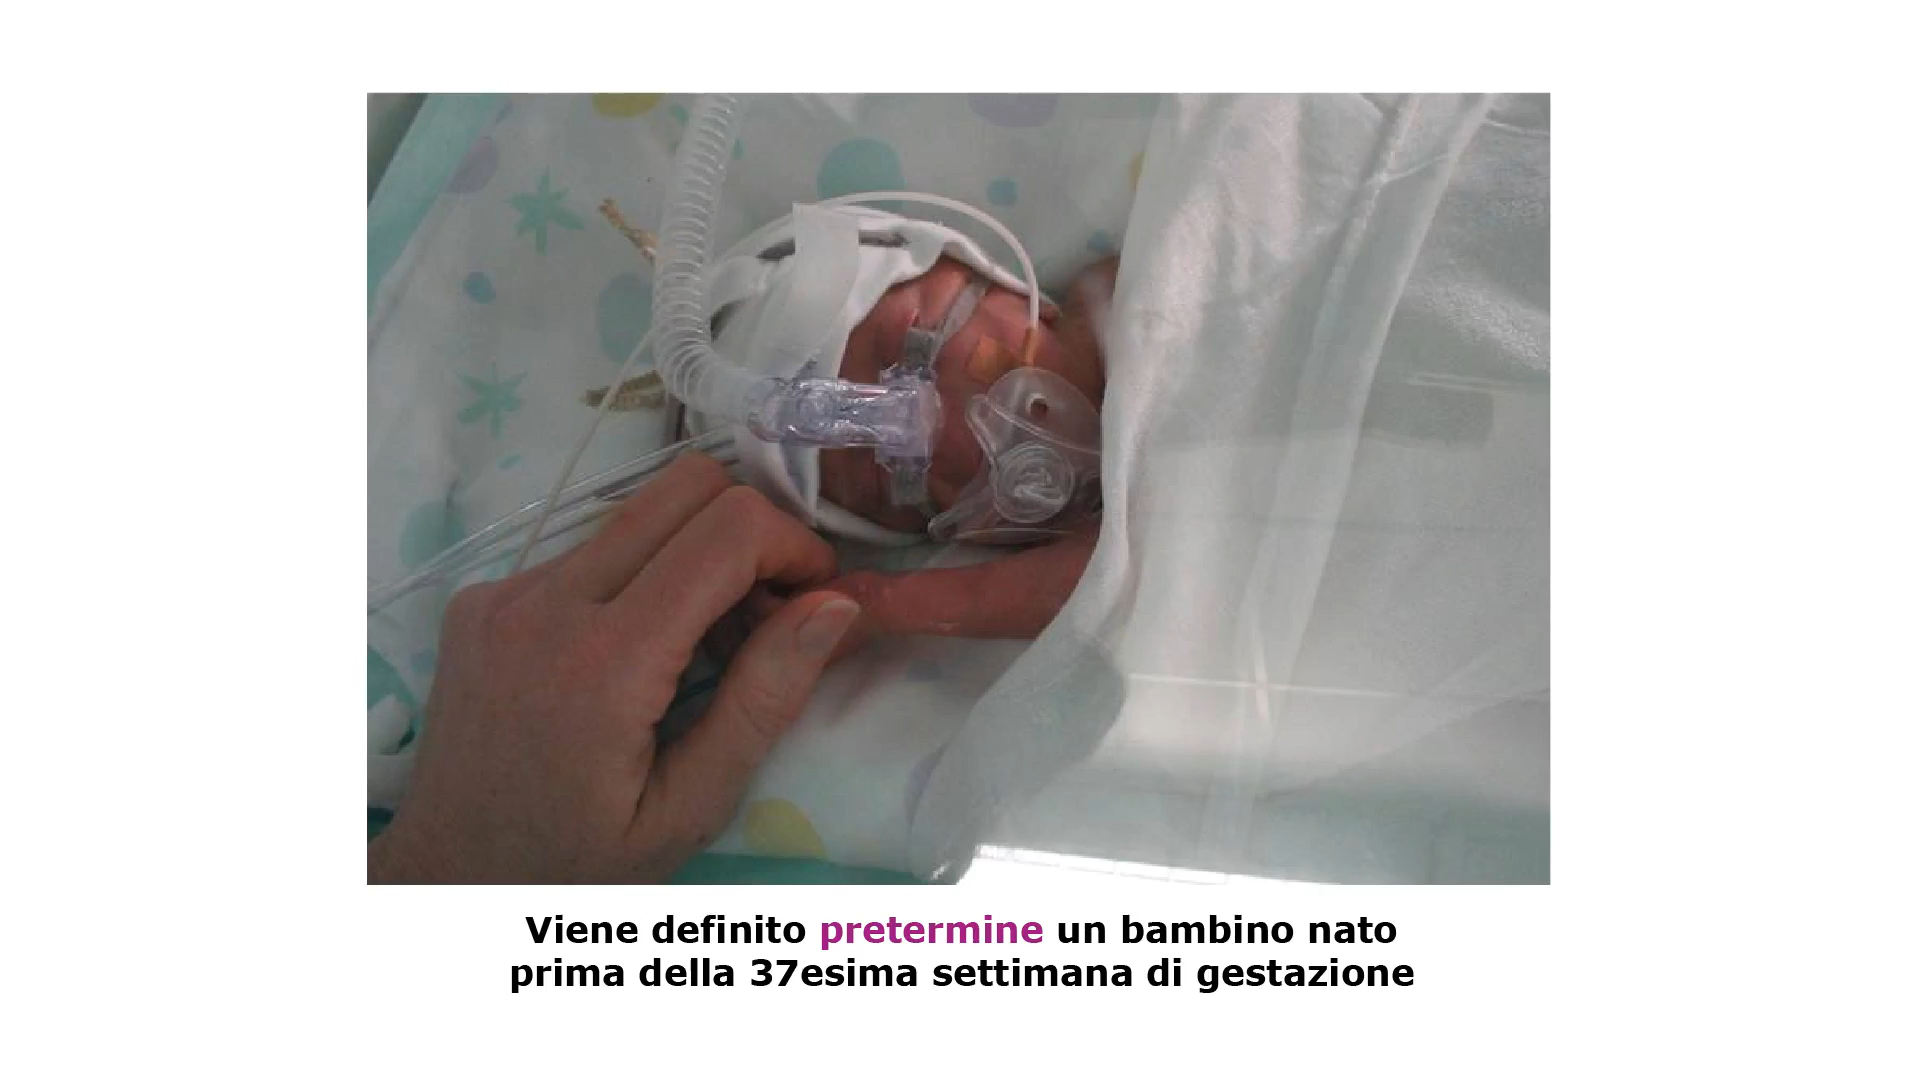 Viene definito pretermine un bambino nato
prima della 37esima settimana di gestazione